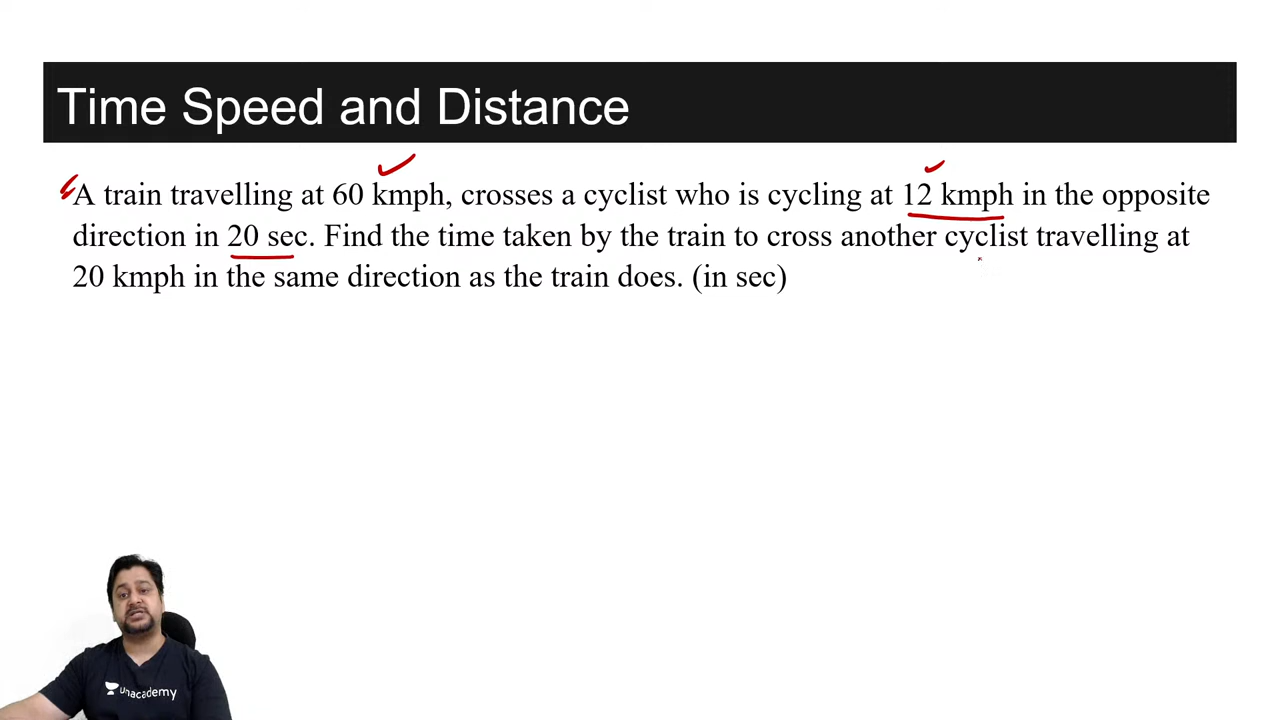 Time Speed and Distance
A train travelling at 60 kmph, crosses a cyclist who is cycling at 12 kmph in the opposite
direction in 20 sec. Find the time taken by the train to cross another cyclist travelling at
20 kmph in the same direction as the train does. (in sec)
unacademy